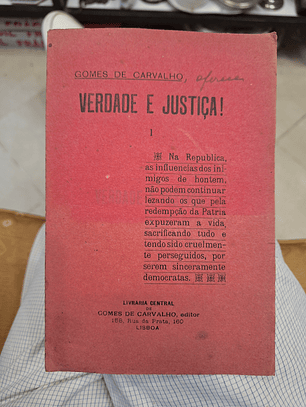 GOMES DE CARVALHO, oferece
VERDADE E JUSTIÇA!
I
Na Republica,
as influencias dos ini-
migos de hontem,
não podem continuar
lezando os que pela
redempção da Patria
expuzeram a vida,
sacrificando tudo e
tendo sido cruelmen-
te perseguidos, por
serem sinceramente
democratas.
LIVRARIA CENTRAL
DE
GOMES DE CARVALHO, editor
158, Rua da Prata, 160
LISBOA